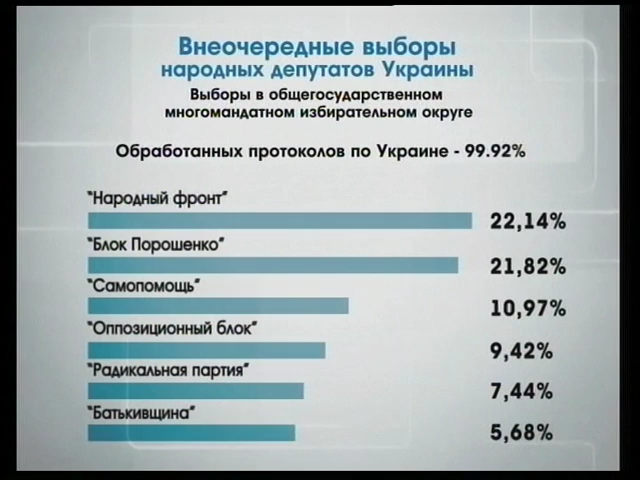 Внеочередные выборы
народных депутатов Украины
Выборы в общегосударственном
многомандатном избирательном округе
Обработанных протоколов по Украине - 99.92%
"Народный фронт"
22,14%
"Блок Порошенко"
21,82%
"Самопомощь"
10,97%
"Оппозиционный блок"
9,42%
"Радикальная партия"
7,44%
"Батькивщина"
5,68%